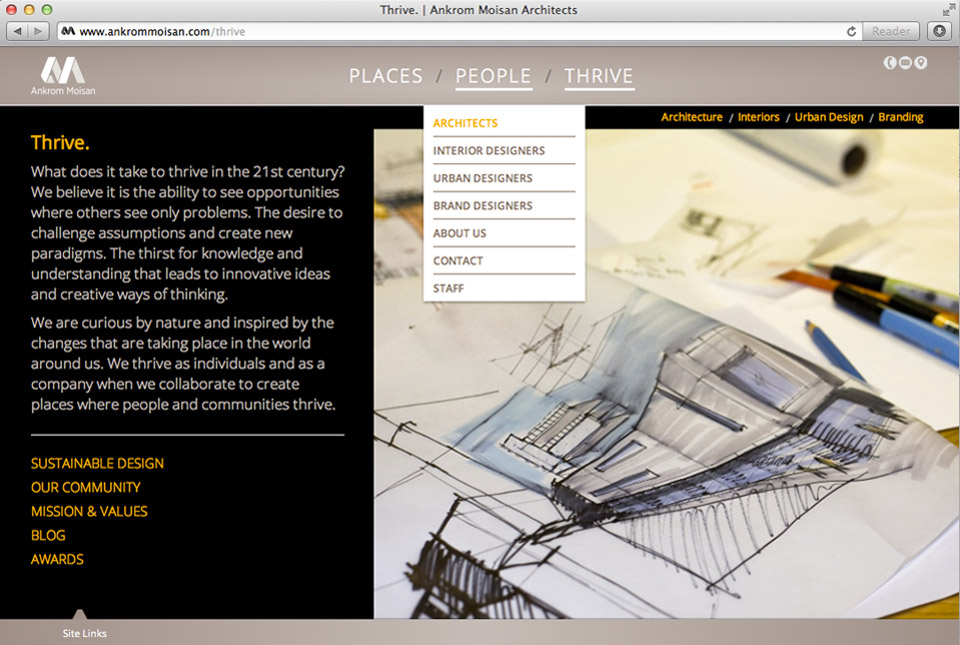 Thrive. | Ankrom Moisan Architects
www.ankrommoisan.com/thrive
Reader
Ankrom Moisan
PLACES / PEOPLE / THRIVE
Architecture / Interiors / Urban Design / Branding
ARCHITECTS
INTERIOR DESIGNERS
URBAN DESIGNERS
BRAND DESIGNERS
ABOUT US
CONTACT
STAFF
Thrive.
What does it take to thrive in the 21st century?
We believe it is the ability to see opportunities
where others see only problems. The desire to
challenge assumptions and create new
paradigms. The thirst for knowledge and
understanding that leads to innovative ideas
and creative ways of thinking.
We are curious by nature and inspired by the
changes that are taking place in the world
around us. We thrive as individuals and as a
company when we collaborate to create
places where people and communities thrive.
SUSTAINABLE DESIGN
OUR COMMUNITY
MISSION & VALUES
BLOG
AWARDS
Site Links